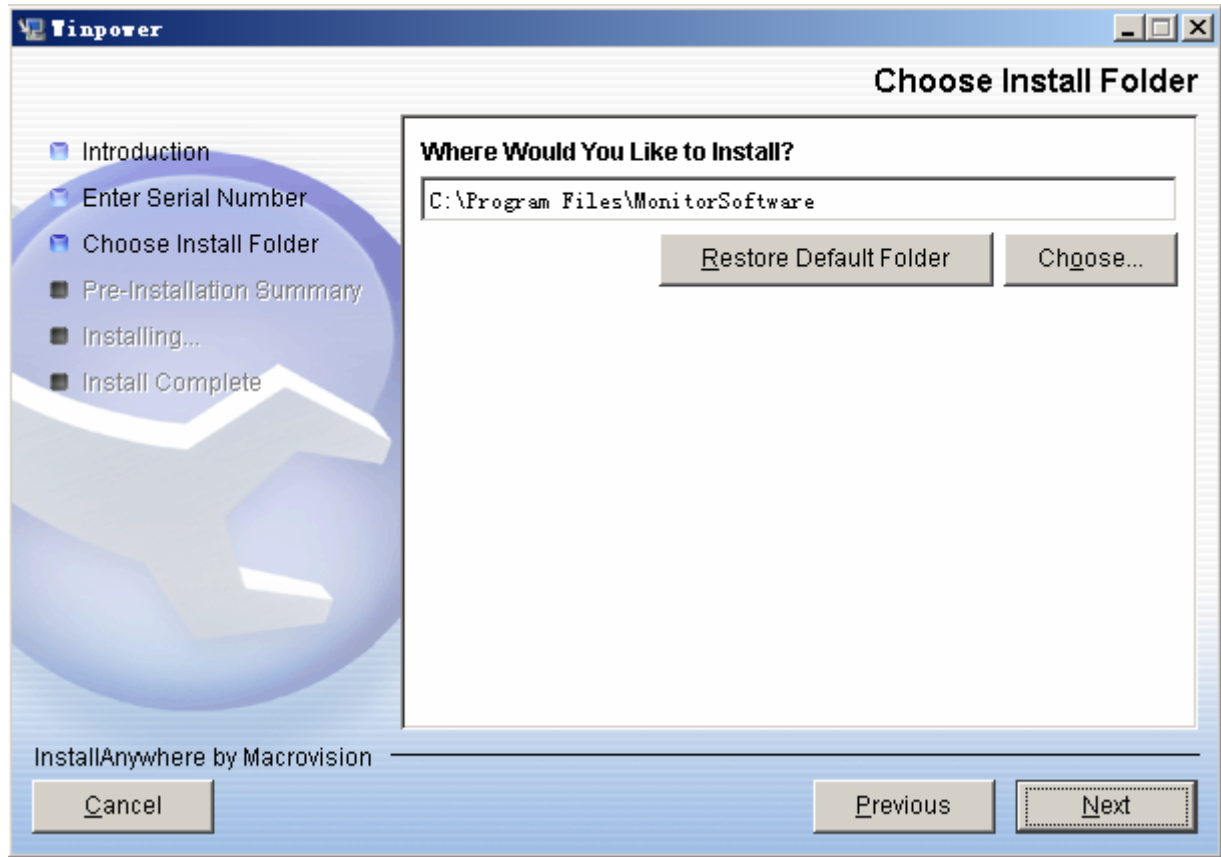 Winpower
Choose Install Folder
Introduction
Enter Serial Number
Choose Install Folder
Pre-Installation Summary
Installing...
Install Complete
Where Would You Like to Install?
C:\Program Files\MonitorSoftware
Restore Default Folder
Choose...
InstallAnywhere by Macrovision
Cancel
Previous
Next